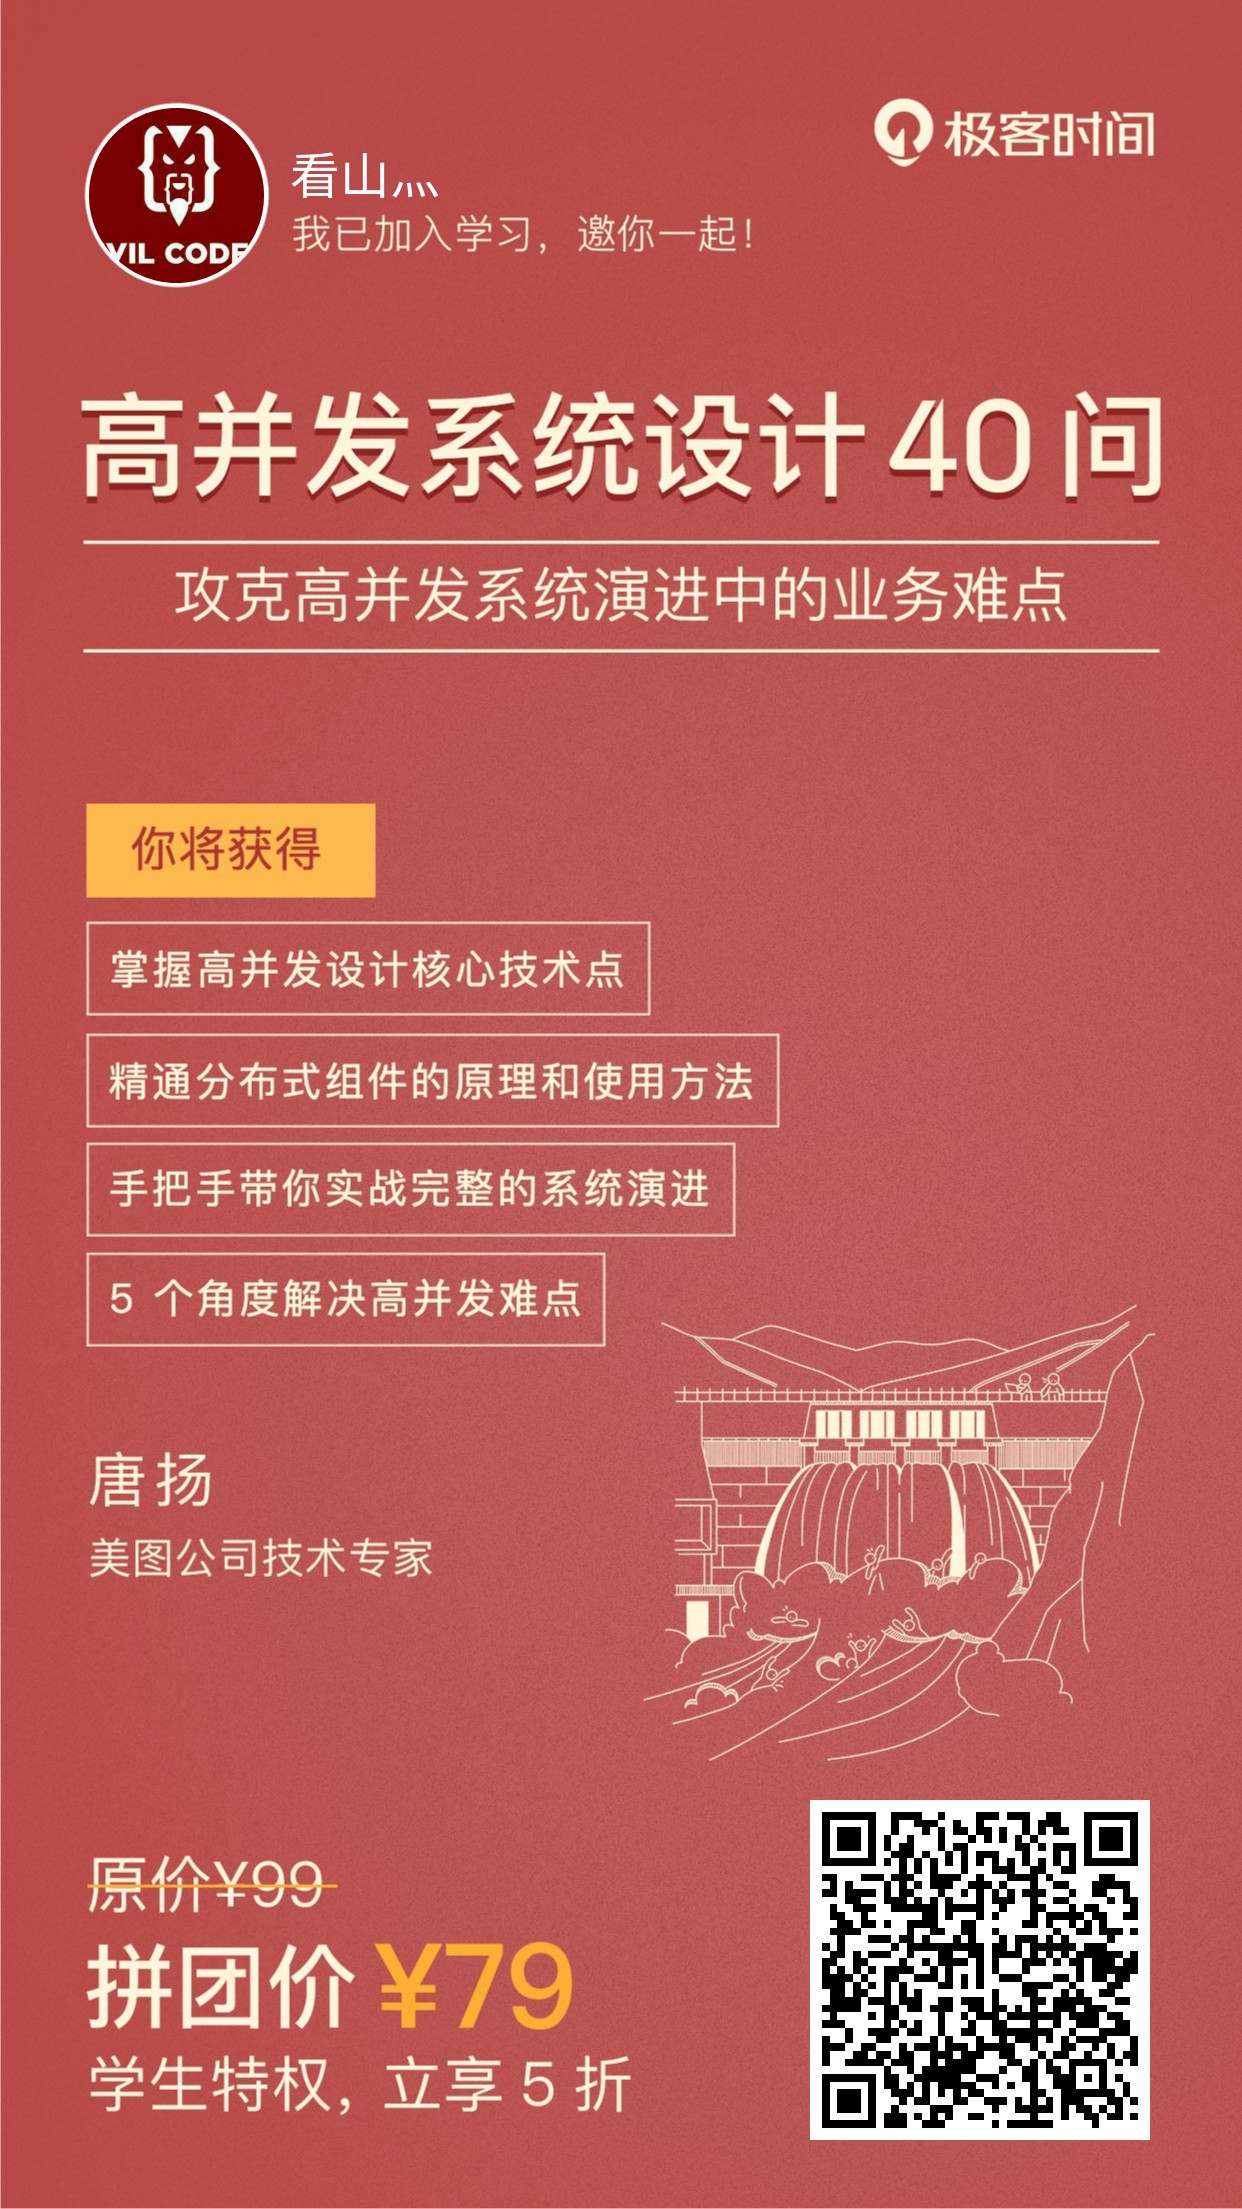 极客时间
看山灬
我已加入学习，邀你一起！
VIL CODE
高并发系统设计 40 问
攻克高并发系统演进中的业务难点
你将获得
掌握高并发设计核心技术点
精通分布式组件的原理和使用方法
手把手带你实战完整的系统演进
5 个角度解决高并发难点
唐扬
美图公司技术专家
原价¥99
拼团价 ¥79
学生特权，立享 5 折